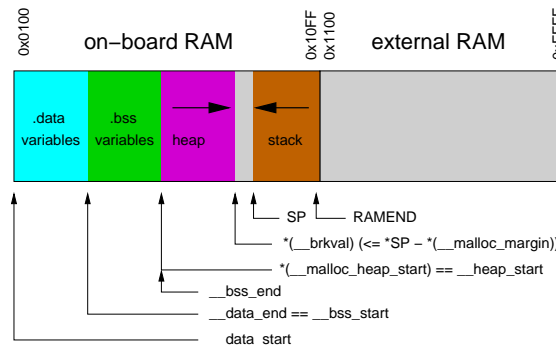 0x0100
0x10FF
0x1100
on–board RAM
external RAM
.data
variables
.bss
variables
heap
stack
SP
RAMEND
*(__brkval) (<= *SP – *(__malloc_margin))
*(__malloc_heap_start) == __heap_start
__bss_end
__data_end == __bss_start
data_start